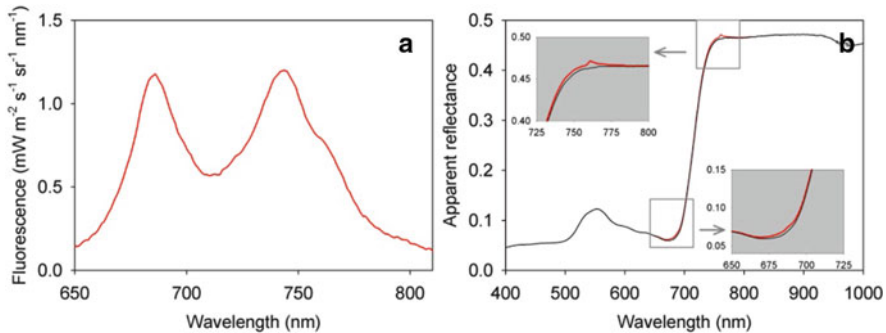 a
Fluorescence (mW m⁻² s⁻¹ sr⁻¹ nm⁻¹)
1.5
1.0
0.5
0.0
650 700 750 800
Wavelength (nm)
b
Apparent reflectance
0.5
0.4
0.3
0.2
0.1
0.0
400 500 600 700 800 900 1000
Wavelength (nm)
0.50
0.45
0.40
725 750 775 800
0.15
0.10
0.05
650 675 700 725